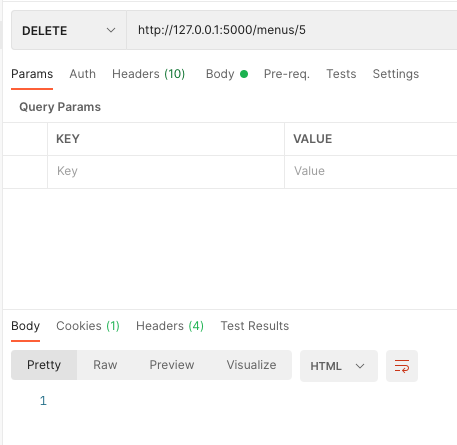 DELETE http://127.0.0.1:5000/menus/5
Params Auth Headers (10) Body Pre-req. Tests Settings
Query Params
KEY VALUE
Key Value
Body Cookies (1) Headers (4) Test Results
Pretty Raw Preview Visualize HTML
1